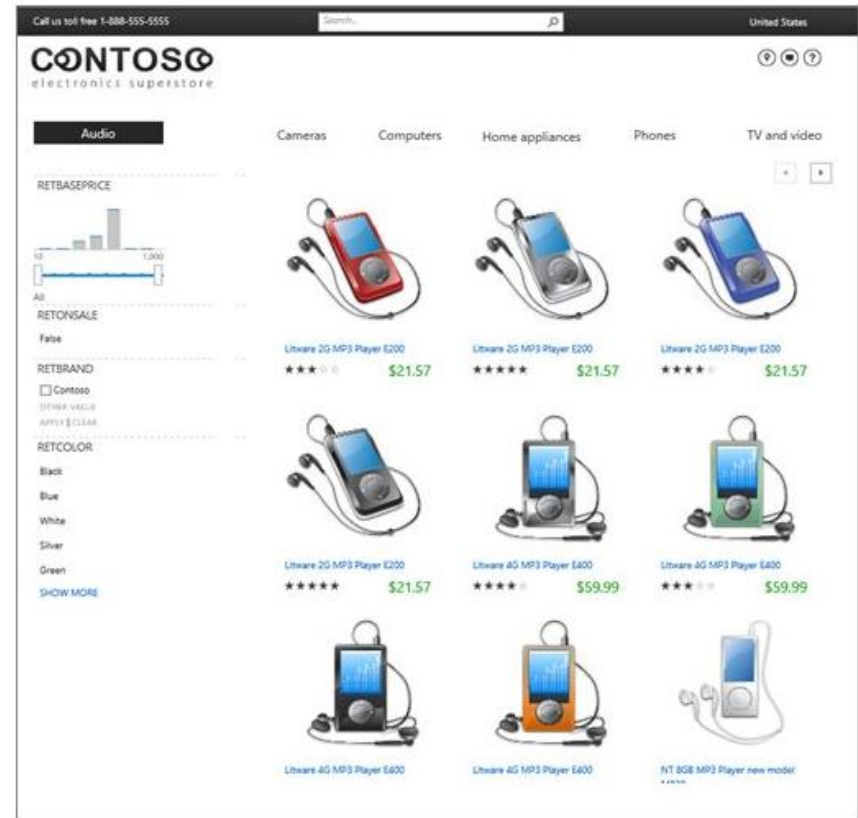 Call us toll free 1-888-555-5555
Search...
United States
CONTOSO
electronics superstore
?
Audio
Cameras
Computers
Home appliances
Phones
TV and video
RETBASEPRICE
10
1,000
All
RETONSALE
False
RETBRAND
Contoso
OTHER VALUE
APPLY | CLEAR
RETCOLOR
Black
Blue
White
Silver
Green
SHOW MORE
Litware 2G MP3 Player E200
$21.57
Litware 2G MP3 Player E200
$21.57
Litware 2G MP3 Player E200
$21.57
Litware 2G MP3 Player E200
$21.57
Litware 4G MP3 Player E400
$59.99
Litware 4G MP3 Player E400
$59.99
Litware 4G MP3 Player E400
Litware 4G MP3 Player E400
NT 8GB MP3 Player new model